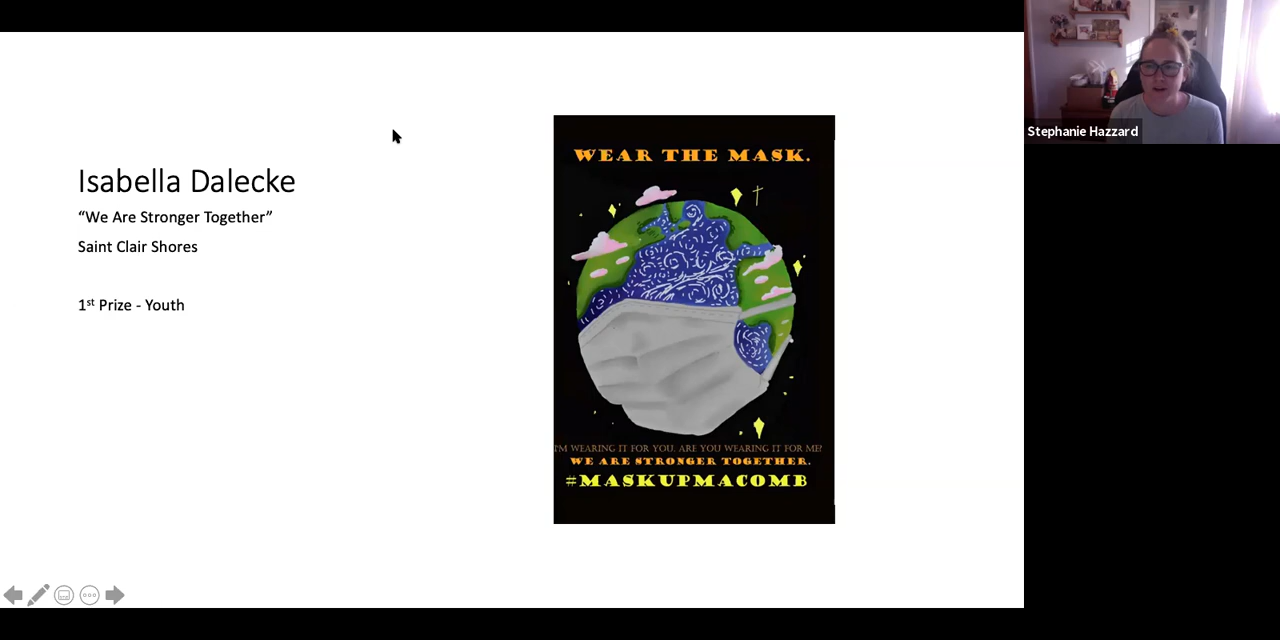 Isabella Dalecke
“We Are Stronger Together”
Saint Clair Shores
1st Prize - Youth
WEAR THE MASK.
I'M WEARING IT FOR YOU. ARE YOU WEARING IT FOR ME?
WE ARE STRONGER TOGETHER.
#MASKUPMACOMB
Stephanie Hazzard